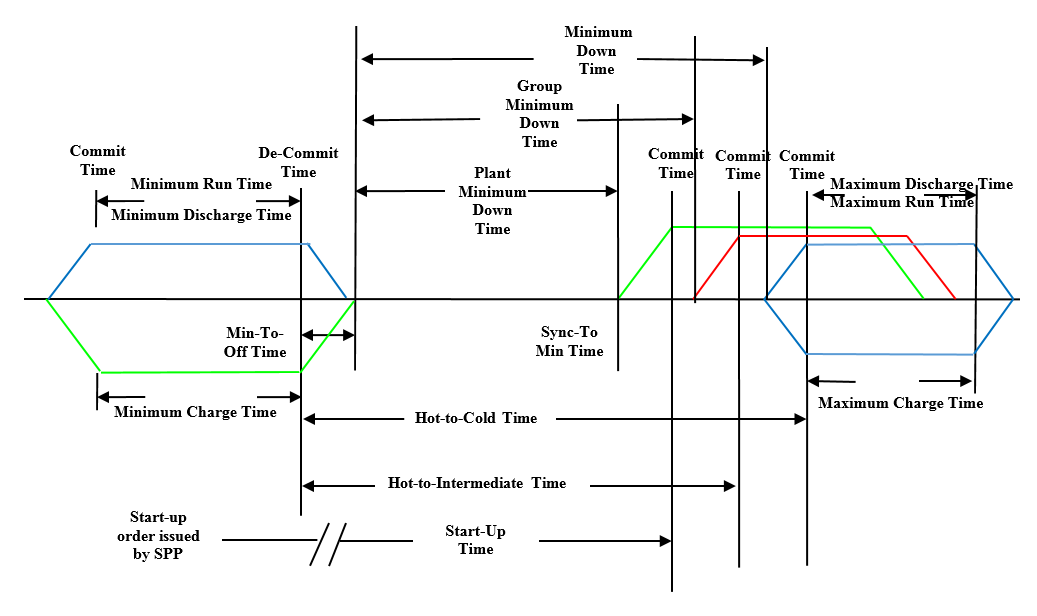 Minimum
Down
Time
Group
Minimum
Down
Time
Commit
Time
De-Commit
Time
Minimum Run Time
Minimum Discharge Time
Plant
Minimum
Down
Time
Commit
Time
Commit
Time
Commit
Time
Maximum Discharge Time
Maximum Run Time
Min-To-
Off Time
Sync-To
Min Time
Minimum Charge Time
Maximum Charge Time
Hot-to-Cold Time
Hot-to-Intermediate Time
Start-up
order issued
by SPP
Start-Up
Time